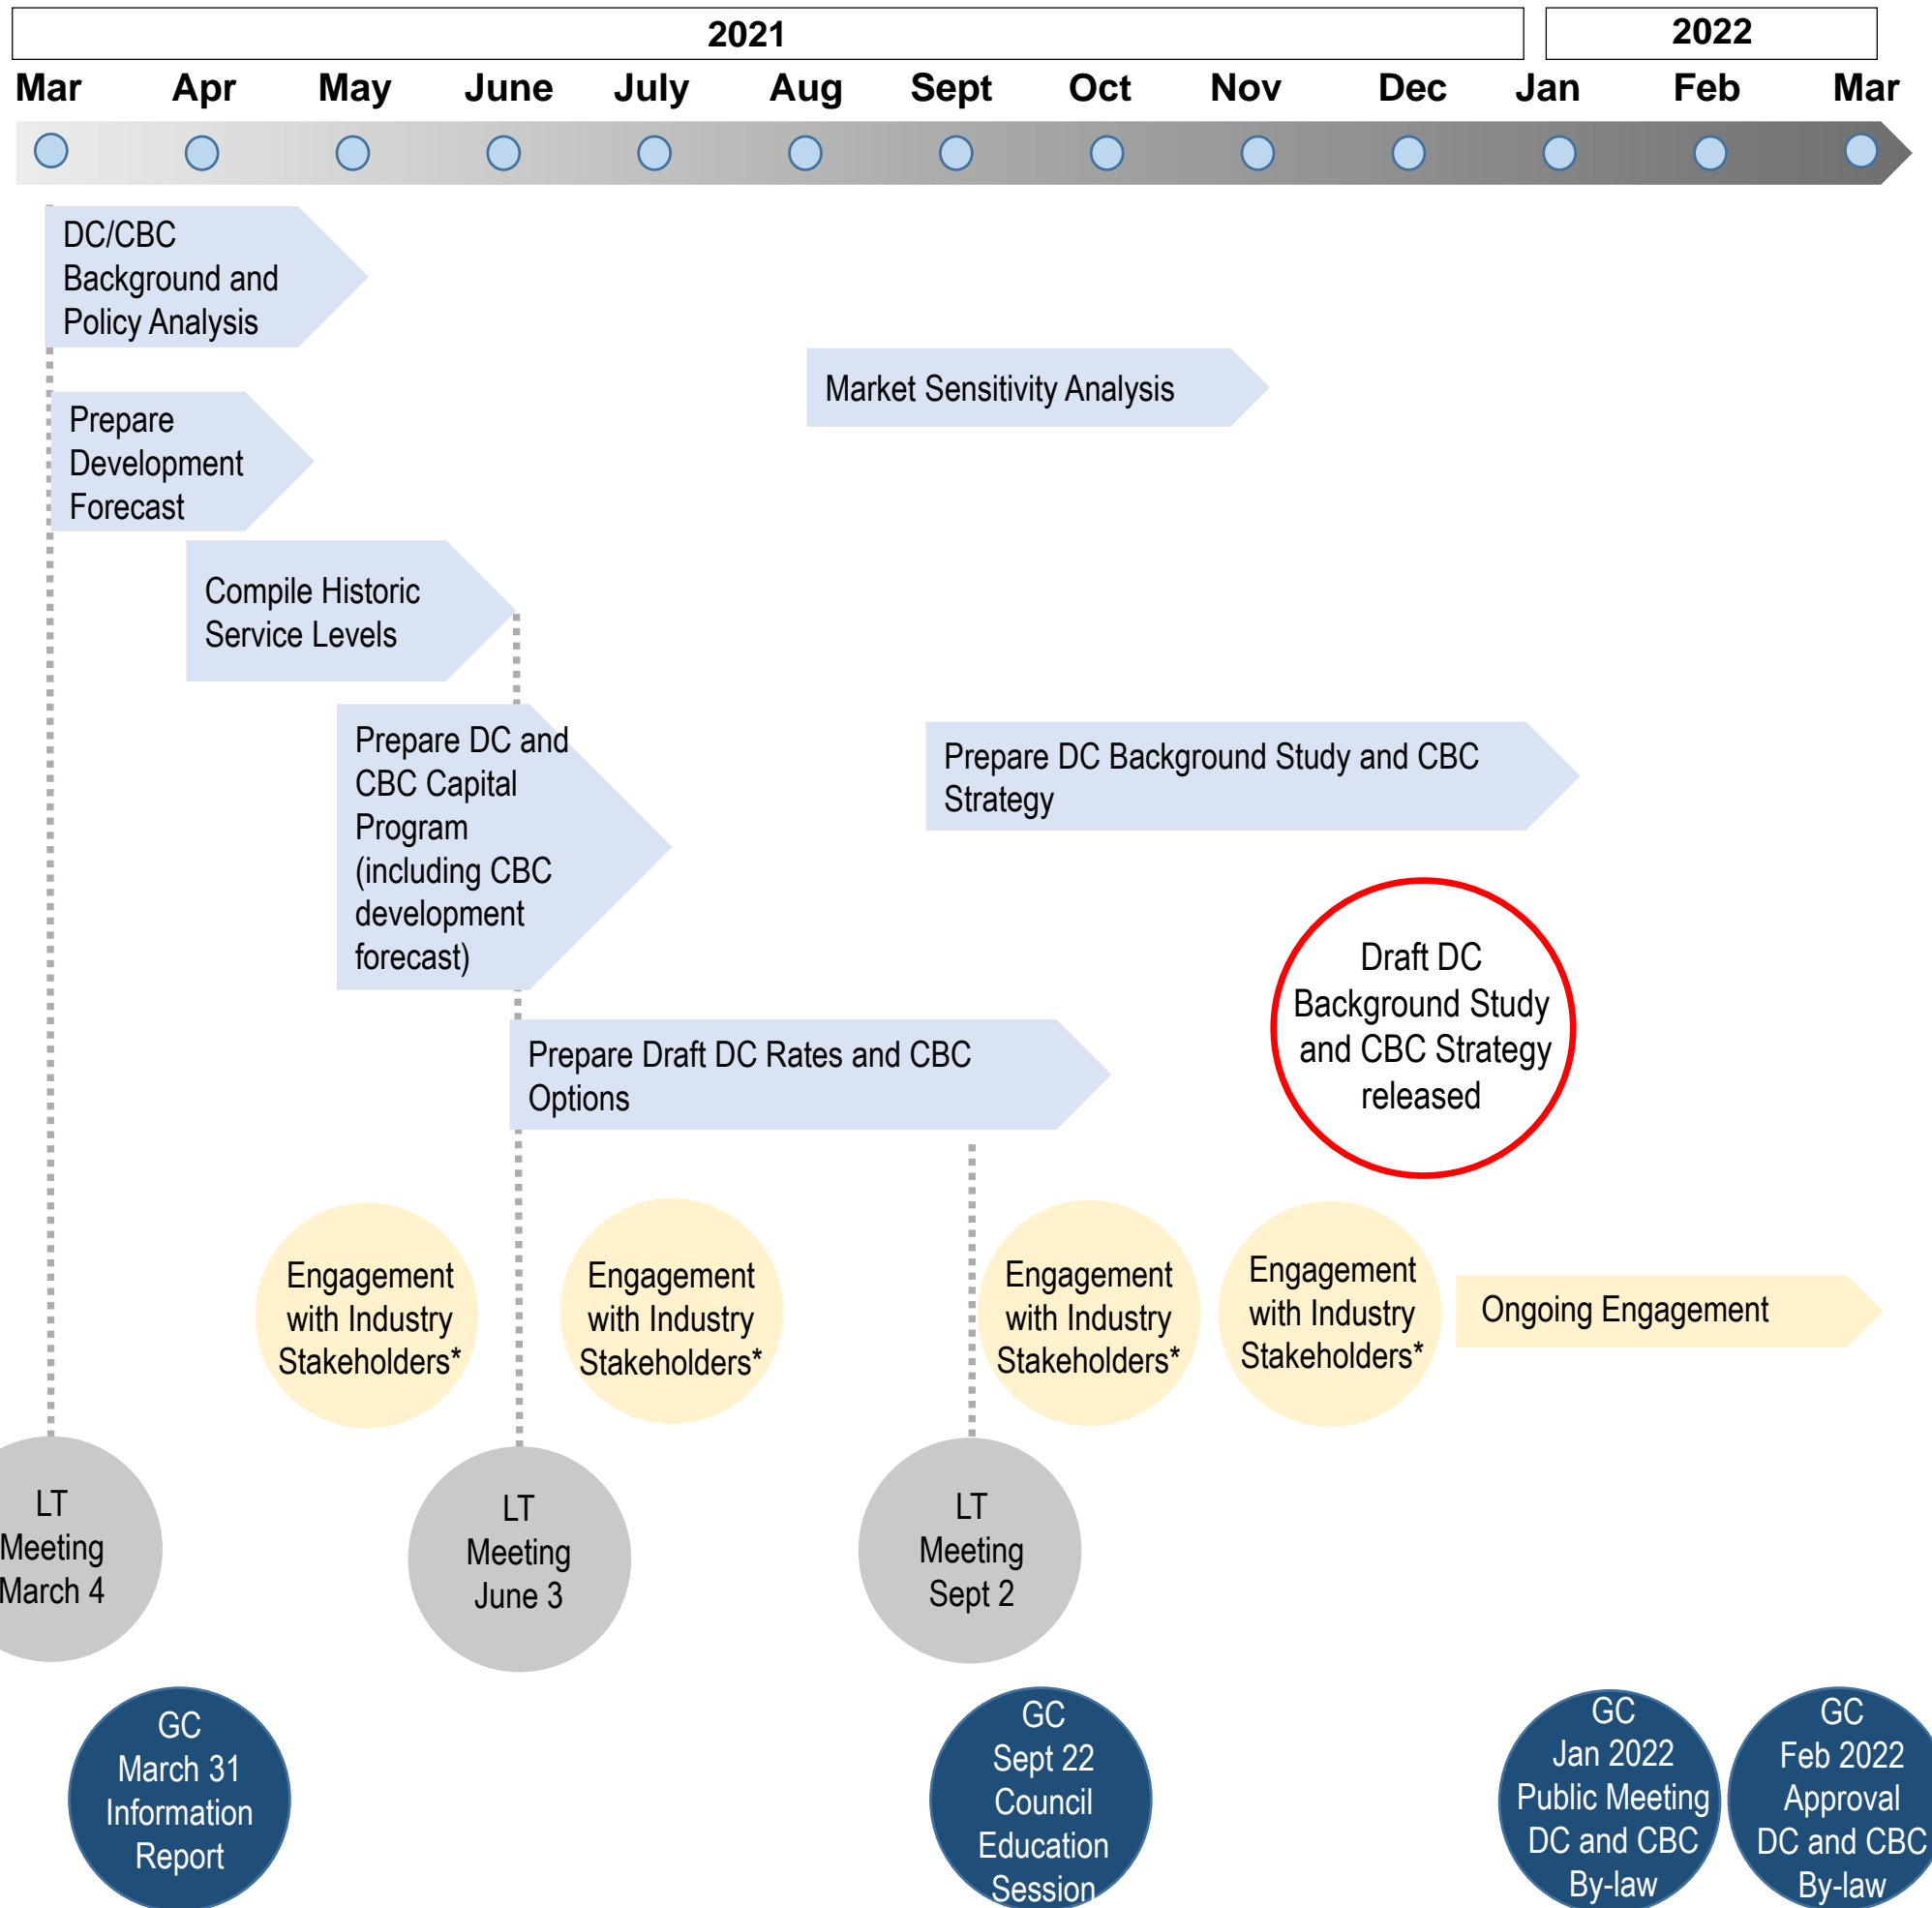 2021
2022
Mar Apr May June July Aug Sept Oct Nov Dec Jan Feb Mar
DC/CBC
Background and
Policy Analysis
Market Sensitivity Analysis
Prepare
Development
Forecast
Compile Historic
Service Levels
Prepare DC and
CBC Capital
Program
(including CBC
development
forecast)
Prepare DC Background Study and CBC
Strategy
Draft DC
Background Study
and CBC Strategy
released
Prepare Draft DC Rates and CBC
Options
Engagement
with Industry
Stakeholders*
Engagement
with Industry
Stakeholders*
Engagement
with Industry
Stakeholders*
Engagement
with Industry
Stakeholders*
Ongoing Engagement
LT
Meeting
March 4
LT
Meeting
June 3
LT
Meeting
Sept 2
GC
March 31
Information
Report
GC
Sept 22
Council
Education
Session
GC
Jan 2022
Public Meeting
DC and CBC
By-law
GC
Feb 2022
Approval
DC and CBC
By-law